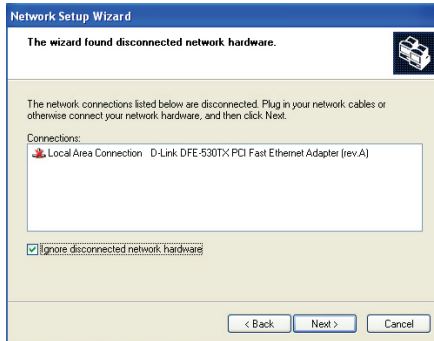 Network Setup Wizard
The wizard found disconnected network hardware.
The network connections listed below are disconnected. Plug in your network cables or
otherwise connect your network hardware, and then click Next.
Connections:
Local Area Connection D-Link DFE-530TX PCI Fast Ethernet Adapter (rev.A)
Ignore disconnected network hardware
< Back Next > Cancel